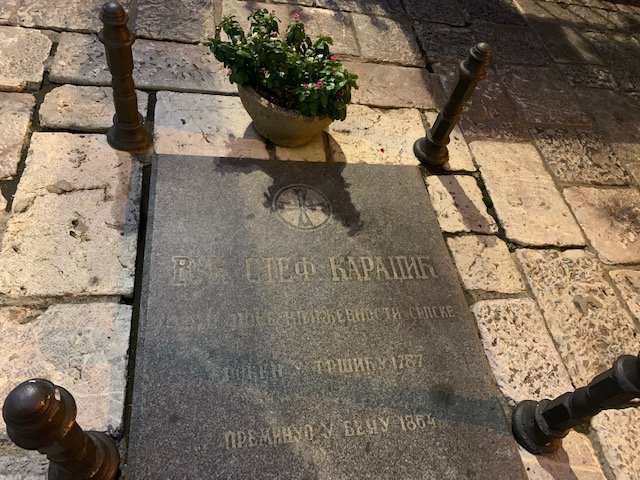 ВУК СТЕФ КАРАЏИЋ
КЊИЖЕВНОСТИ СРПСКЕ
РОЂЕН У ТРШИЋУ 1787
ПРЕМИНУО У БЕЧУ 1864